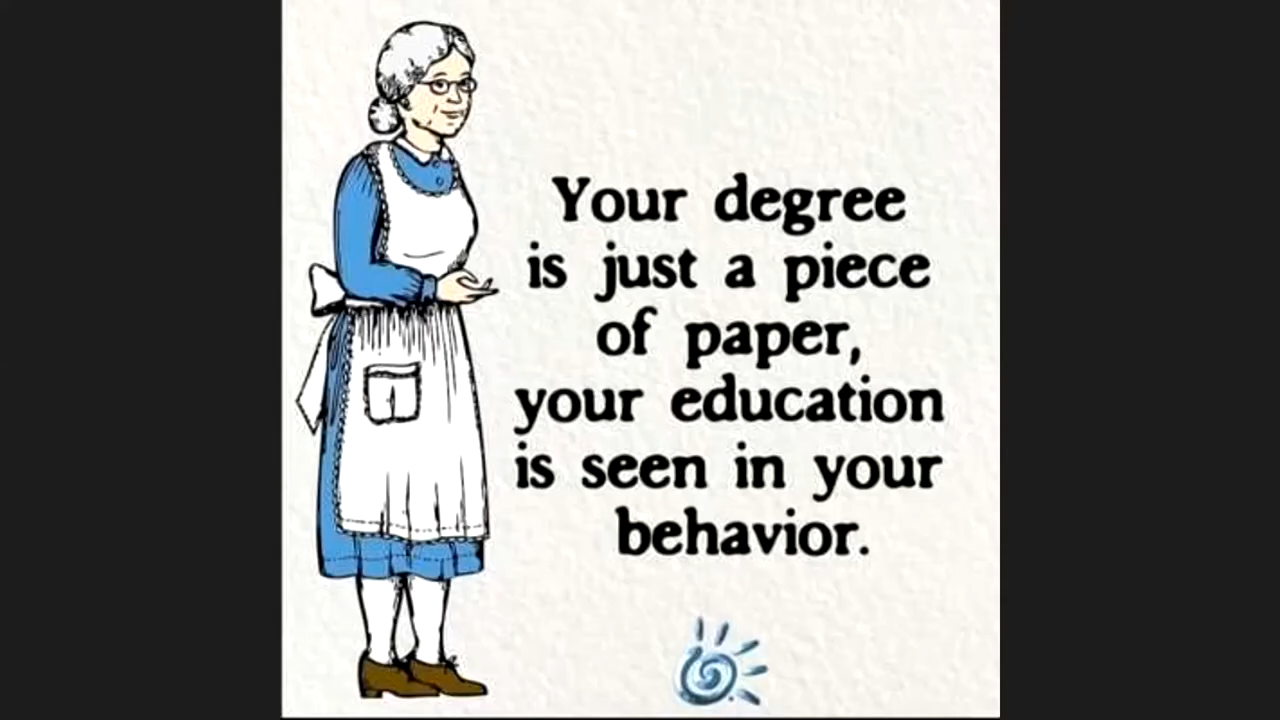 Your degree
is just a piece
of paper,
your education
is seen in your
behavior.